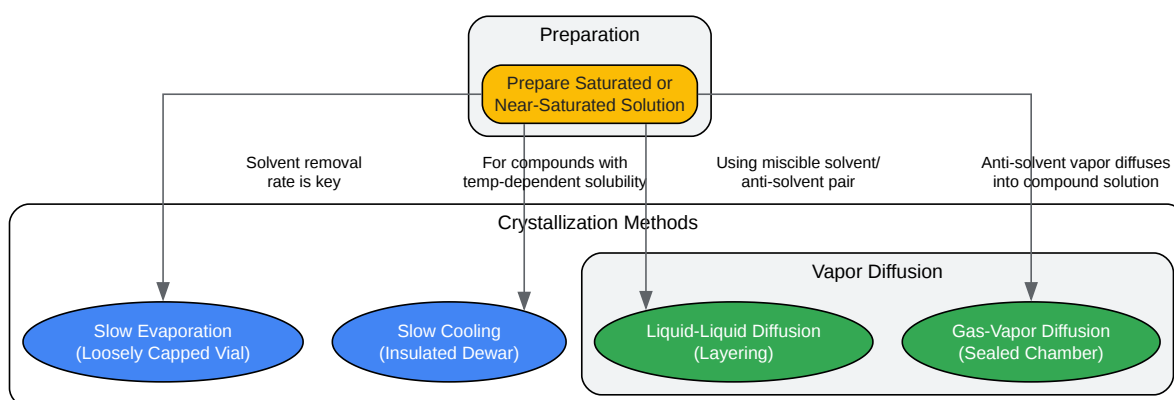 Preparation
Prepare Saturated or
Near-Saturated Solution
Solvent removal
rate is key
For compounds with
temp-dependent solubility
Using miscible solvent/
anti-solvent pair
Anti-solvent vapor diffuses
into compound solution
Crystallization Methods
Vapor Diffusion
Slow Evaporation
(Loosely Capped Vial)
Slow Cooling
(Insulated Dewar)
Liquid-Liquid Diffusion
(Layering)
Gas-Vapor Diffusion
(Sealed Chamber)